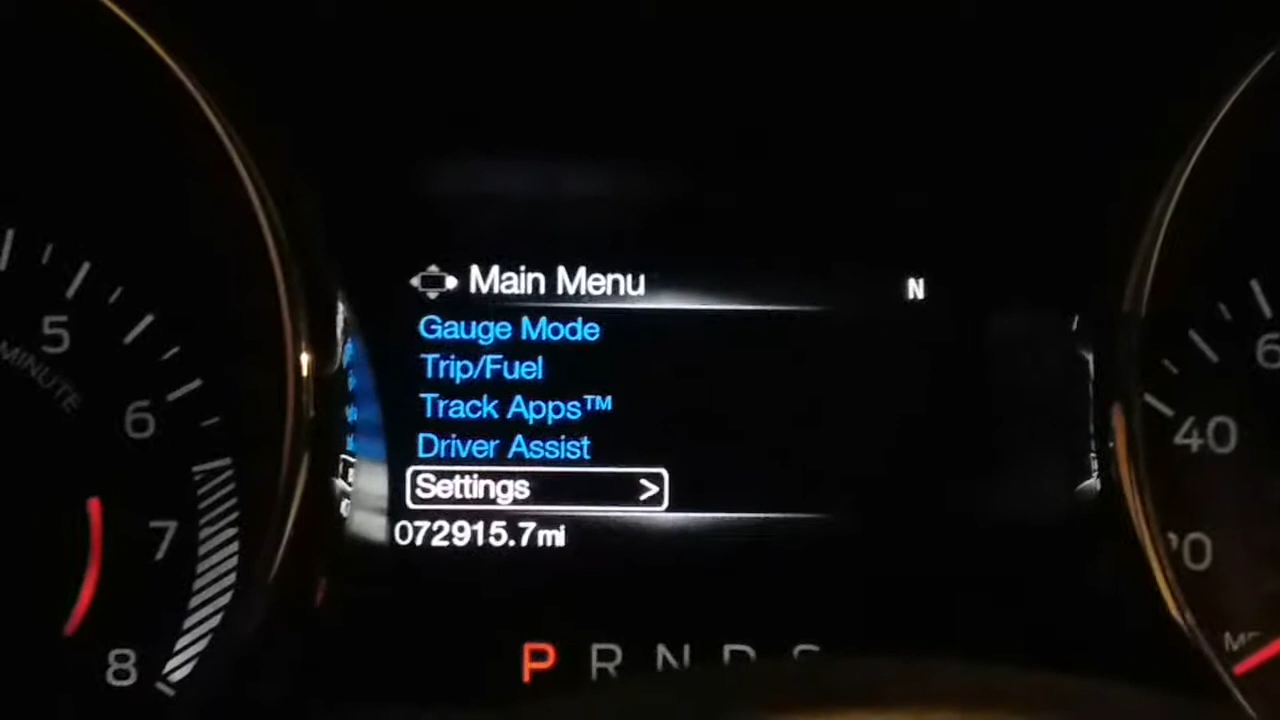 Main Menu
N
Gauge Mode
Trip/Fuel
Track Apps™
Driver Assist
Settings >
072915.7mi
P R N D S
5
MINUTE
6
7
8
6
40